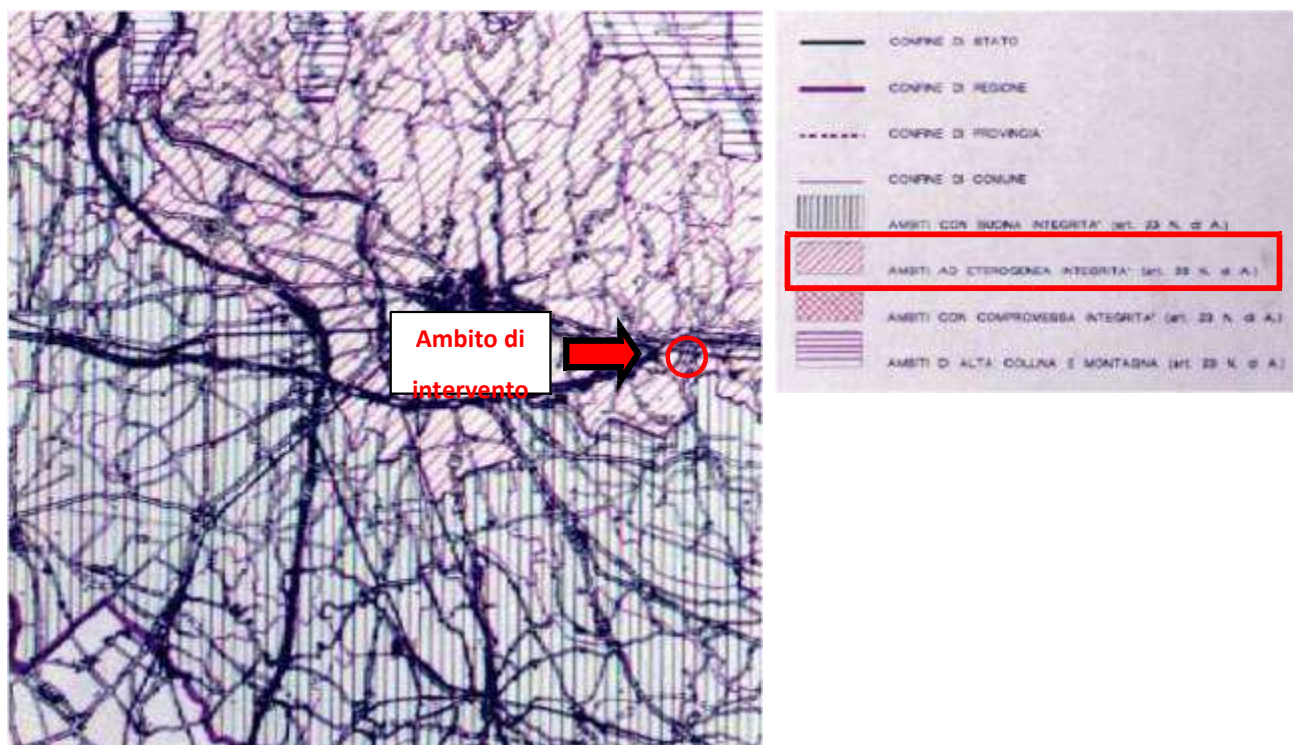 Ambito di
intervento
CONFINE DI STATO
CONFINE DI REGIONE
CONFINE DI PROVINCIA
CONFINE DI COMUNE
AMBITI CON BUONA INTEGRITA' (art. 23 N. di A.)
AMBITI AD ETEROGENEA INTEGRITA' (art. 23 N. di A.)
AMBITI CON COMPROMESSA INTEGRITA' (art. 23 N. di A.)
AMBITI DI ALTA COLLINA E MONTAGNA (art. 23 N. di A.)